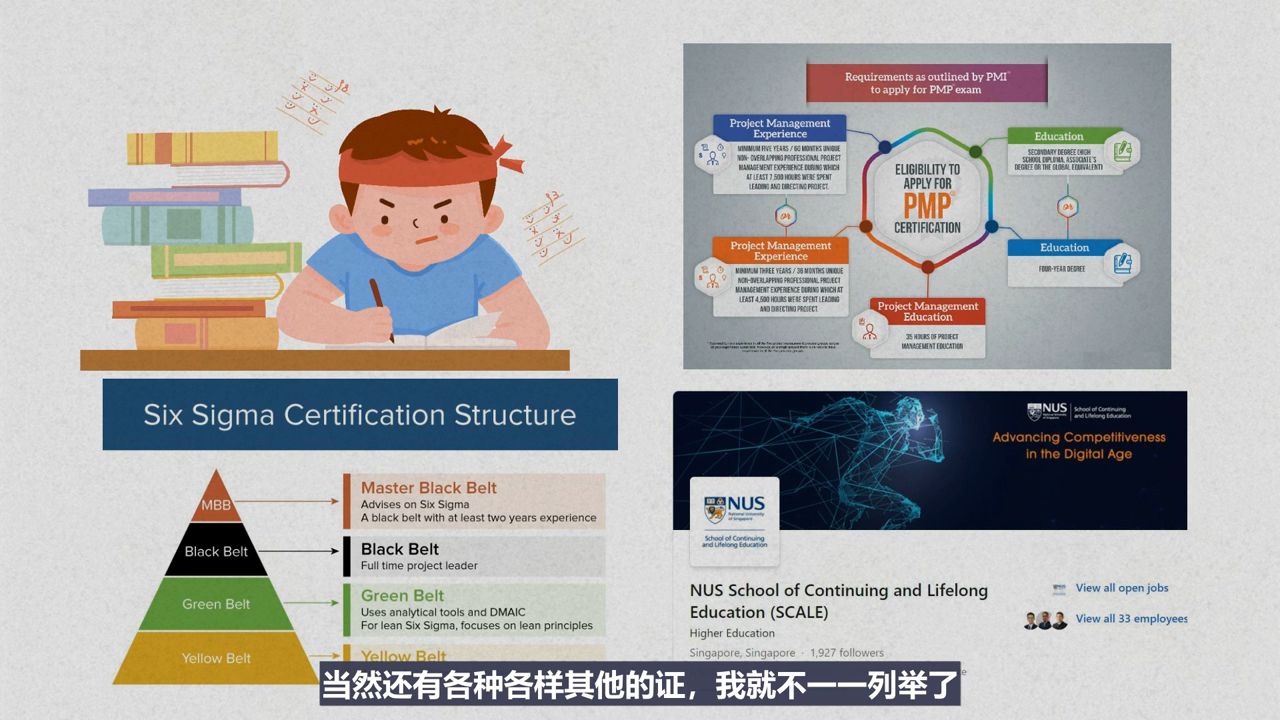 Requirements as outlined by PMI
to apply for PMP exam
Project Management
Experience
MINIMUM FIVE YEARS / 60 MONTHS UNIQUE
NON- OVERLAPPING PROFESSIONAL PROJECT
MANAGEMENT EXPERIENCE DURING WHICH
AT LEAST 7,500 HOURS WERE SPENT
LEADING AND DIRECTING PROJECT.
or
Project Management
Experience
MINIMUM THREE YEARS / 36 MONTHS UNIQUE
NON-OVERLAPPING PROFESSIONAL PROJECT
MANAGEMENT EXPERIENCE DURING WHICH AT
LEAST 4,500 HOURS WERE SPENT LEADING
AND DIRECTING PROJECT.
ELIGIBILITY TO
APPLY FOR
PMP
CERTIFICATION
Education
SECONDARY DEGREE (HIGH
SCHOOL DIPLOMA, ASSOCIATE'S
DEGREE OR THE GLOBAL EQUIVALENT)
or
Education
FOUR-YEAR DEGREE
Project Management
Education
35 HOURS OF PROJECT
MANAGEMENT EDUCATION
Six Sigma Certification Structure
MBB
Master Black Belt
Advises on Six Sigma
A black belt with at least two years experience
Black Belt
Black Belt
Full time project leader
Green Belt
Green Belt
Uses analytical tools and DMAIC
For lean Six Sigma, focuses on lean principles
Yellow Belt
Yellow Belt
NUS
National University
of Singapore
School of Continuing
and Lifelong Education
Advancing Competitiveness
in the Digital Age
NUS
National University
of Singapore
School of Continuing
and Lifelong Education
NUS School of Continuing and Lifelong
Education (SCALE)
Higher Education
Singapore, Singapore · 1,927 followers
View all open jobs
View all 33 employees
当然还有各种各样其他的证，我就不一一列举了